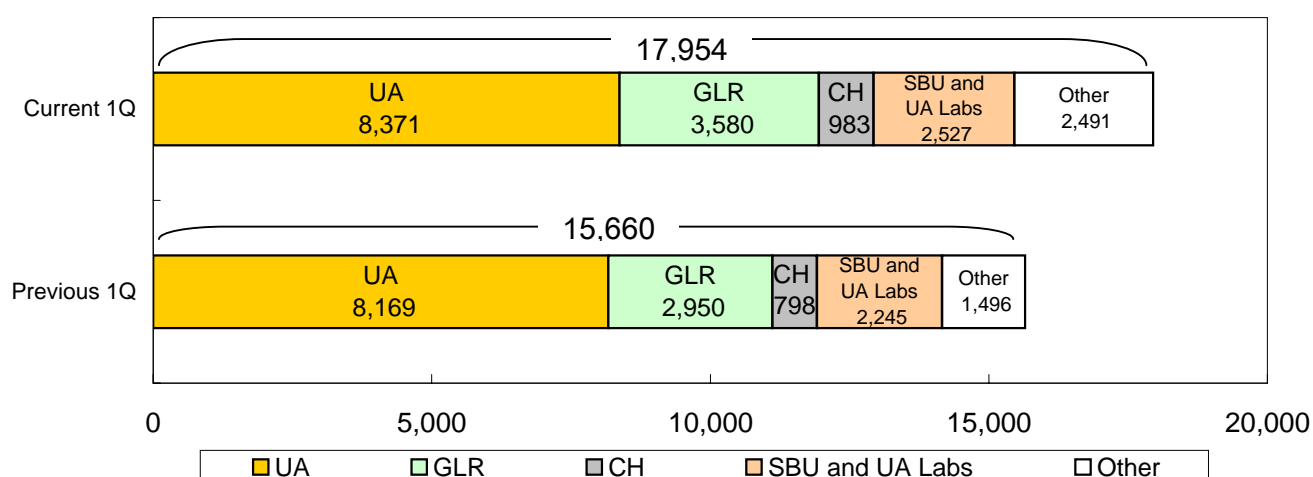 17,954
Current 1Q
UA
8,371
GLR
3,580
CH
983
SBU and
UA Labs
2,527
Other
2,491
15,660
Previous 1Q
UA
8,169
GLR
2,950
CH
798
SBU and
UA Labs
2,245
Other
1,496
0 5,000 10,000 15,000 20,000
UA GLR CH SBU and UA Labs Other